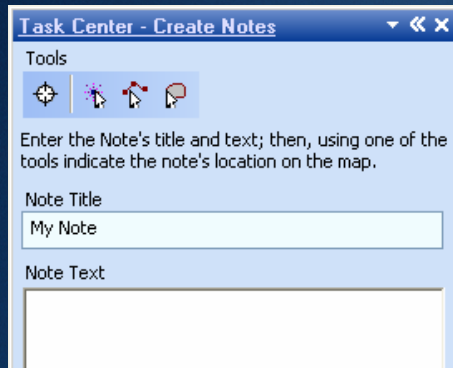 Task Center - Create Notes
Tools
Enter the Note's title and text; then, using one of the
tools indicate the note's location on the map.
Note Title
My Note
Note Text